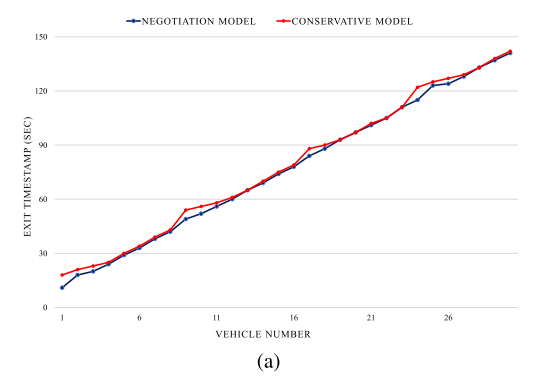 NEGOTIATION MODEL CONSERVATIVE MODEL
150
120
90
60
30
0
EXIT TIMESTAMP (SEC)
1 6 11 16 21 26
VEHICLE NUMBER
(a)